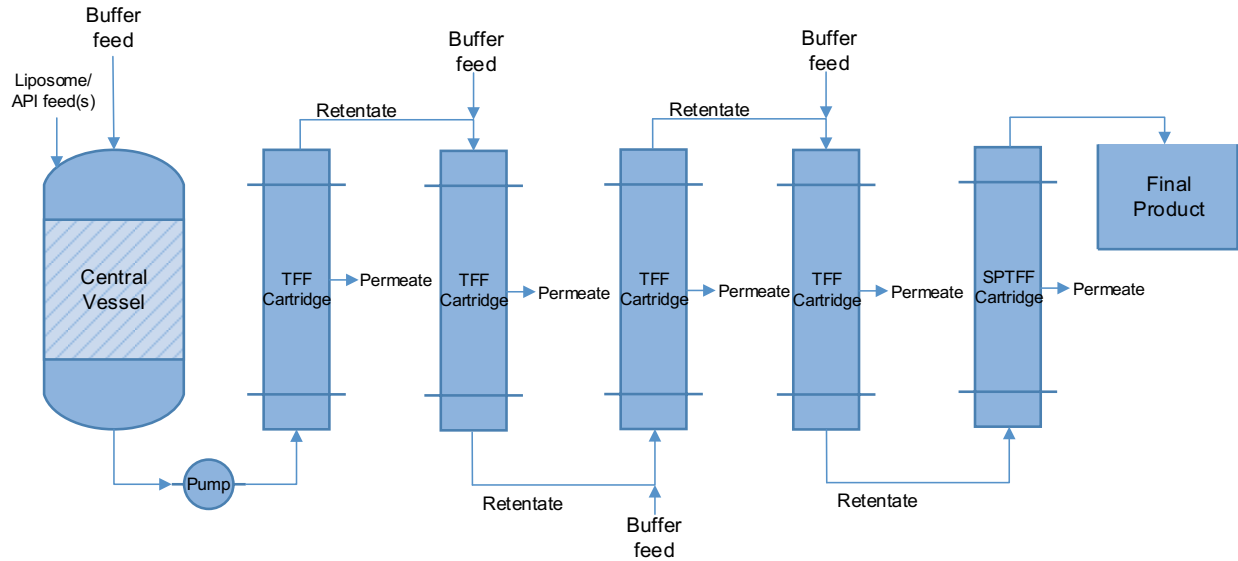 Buffer
feed
Liposome/
API feed(s)
Central
Vessel
Pump
TFF
Cartridge
Permeate
Retentate
Buffer
feed
TFF
Cartridge
Permeate
Retentate
Buffer
feed
TFF
Cartridge
Permeate
Retentate
Buffer
feed
TFF
Cartridge
Permeate
Retentate
SPTFF
Cartridge
Permeate
Final
Product